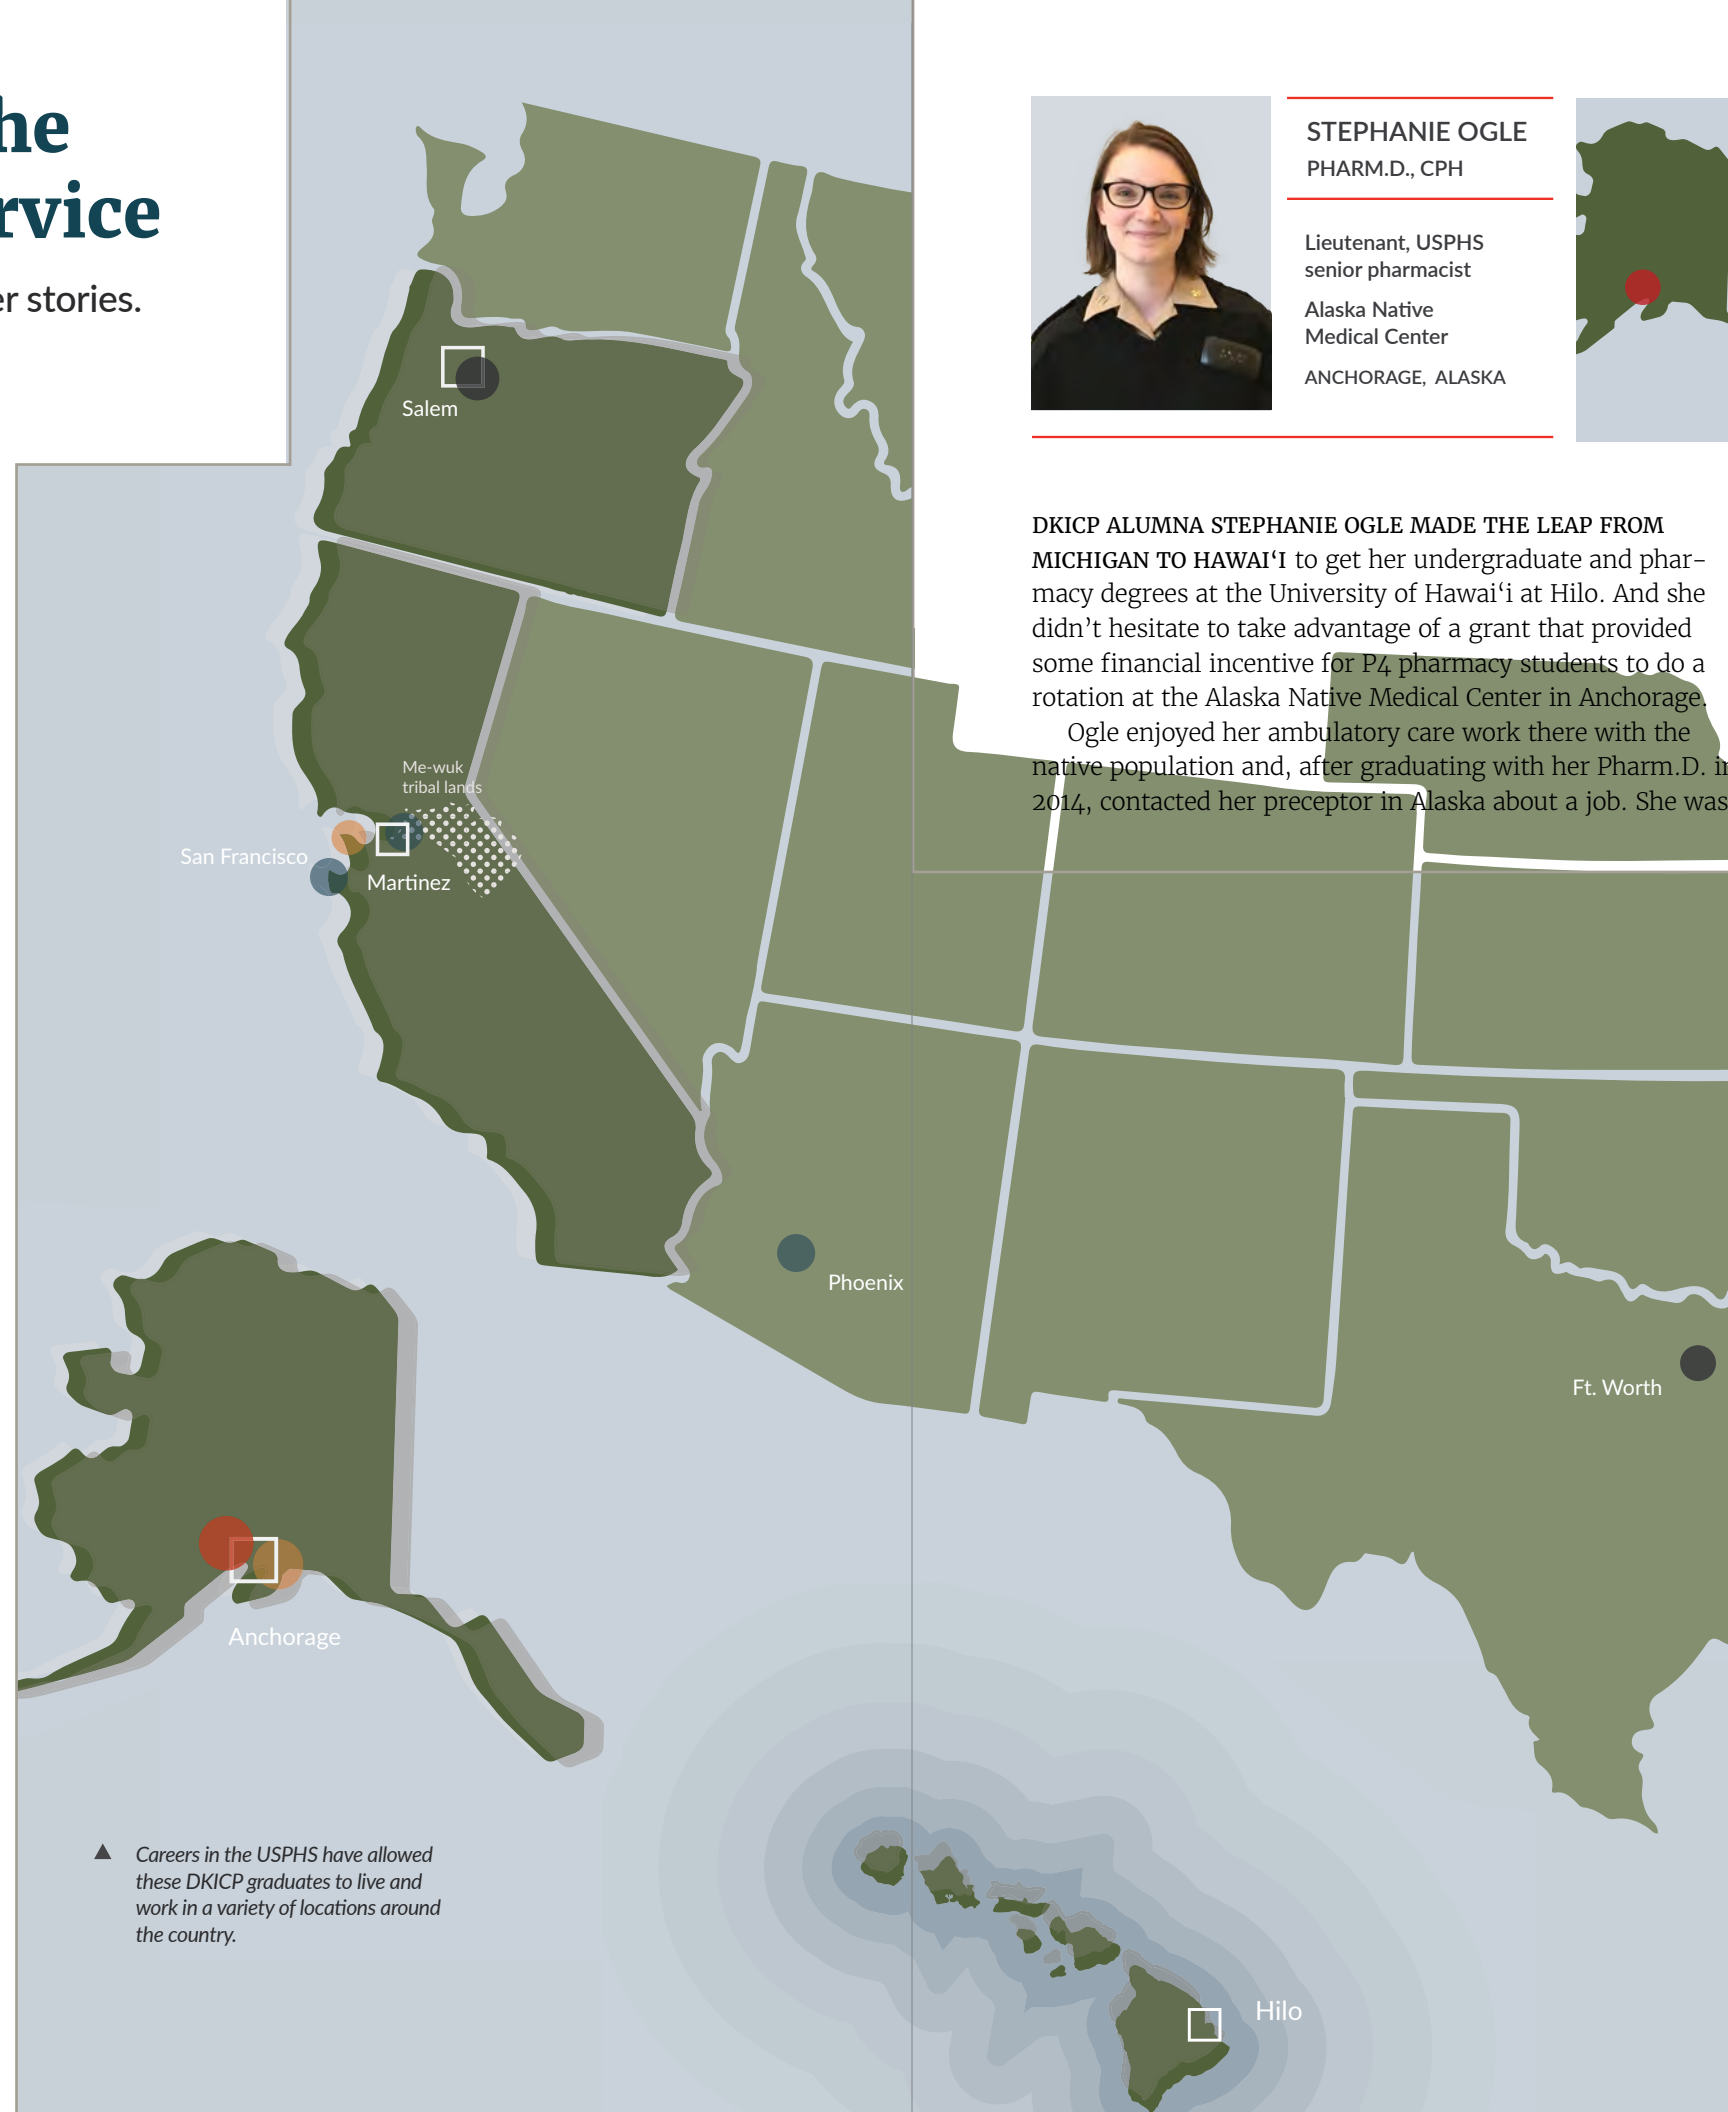 he
rvice
er stories.
STEPHANIE OGLE
PHARM.D., CPH
Lieutenant, USPHS
senior pharmacist
Alaska Native
Medical Center
ANCHORAGE, ALASKA
DKICP ALUMNA STEPHANIE OGLE MADE THE LEAP FROM
MICHIGAN TO HAWAI‘I to get her undergraduate and phar-
macy degrees at the University of Hawai‘i at Hilo. And she
didn’t hesitate to take advantage of a grant that provided
some financial incentive for P4 pharmacy students to do a
rotation at the Alaska Native Medical Center in Anchorage.
Ogle enjoyed her ambulatory care work there with the
native population and, after graduating with her Pharm.D. in
2014, contacted her preceptor in Alaska about a job. She was
Salem
Me-wuk
tribal lands
San Francisco
Martinez
Phoenix
Ft. Worth
Anchorage
▲ Careers in the USPHS have allowed
these DKICP graduates to live and
work in a variety of locations around
the country.
Hilo